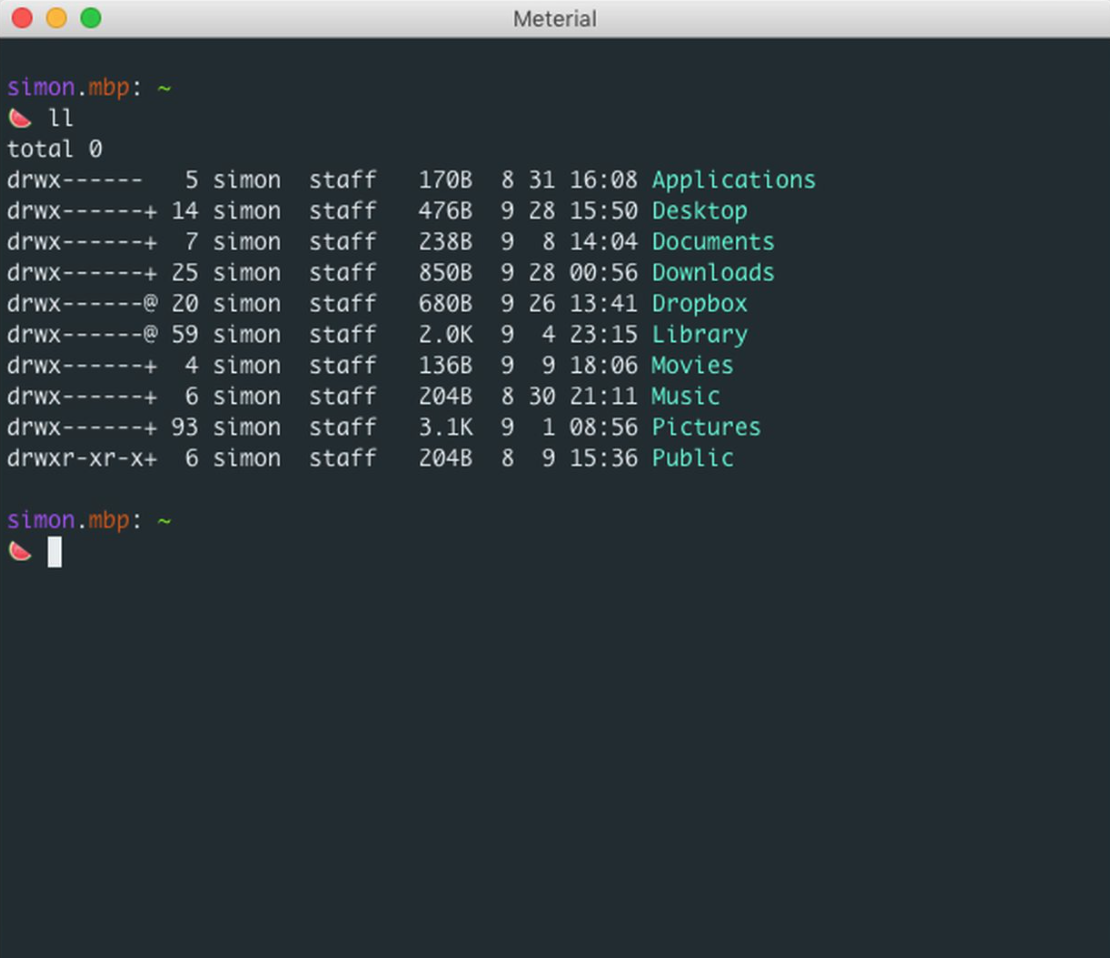 Meterial
simon.mbp: ~
🍉 ll
total 0
drwx------   5 simon  staff   170B  8 31 16:08 Applications
drwx------+ 14 simon  staff   476B  9 28 15:50 Desktop
drwx------+  7 simon  staff   238B  9  8 14:04 Documents
drwx------+ 25 simon  staff   850B  9 28 00:56 Downloads
drwx------@ 20 simon  staff   680B  9 26 13:41 Dropbox
drwx------@ 59 simon  staff   2.0K  9  4 23:15 Library
drwx------+  4 simon  staff   136B  9  9 18:06 Movies
drwx------+  6 simon  staff   204B  8 30 21:11 Music
drwx------+ 93 simon  staff   3.1K  9  1 08:56 Pictures
drwxr-xr-x+  6 simon  staff   204B  8  9 15:36 Public
simon.mbp: ~
🍉